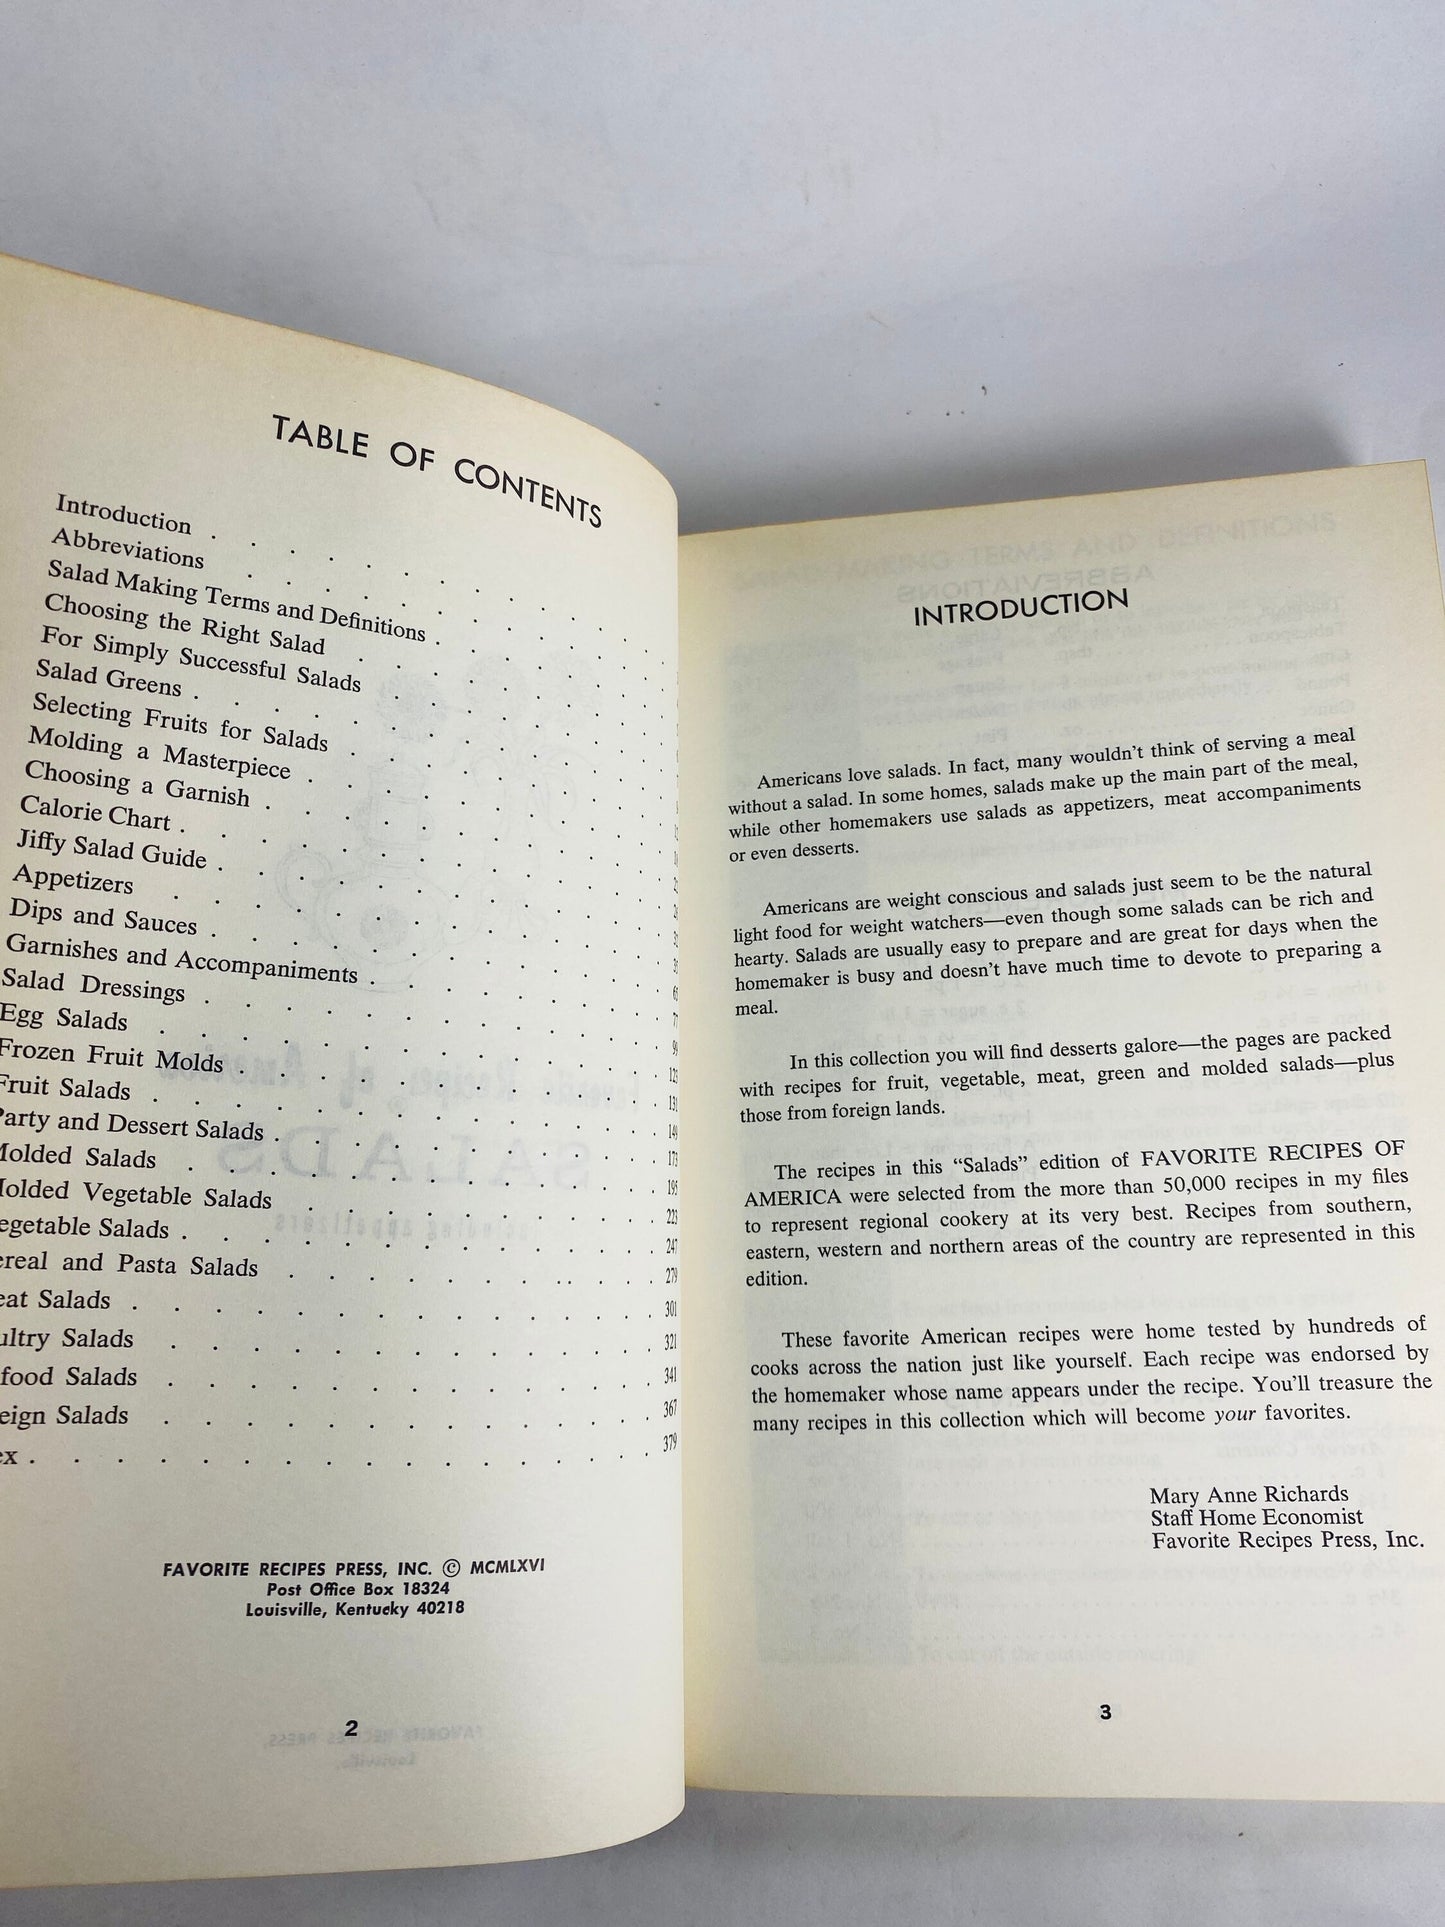 TABLE OF CONTENTS
Introduction
Abbreviations
Salad Making Terms and Definitions
Choosing the Right Salad
For Simply Successful Salads
Salad Greens
Selecting Fruits for Salads
Molding a Masterpiece
Choosing a Garnish
Calorie Chart
Jiffy Salad Guide
Appetizers
Dips and Sauces
Garnishes and Accompaniments
Salad Dressings
Egg Salads
Frozen Fruit Molds
Fruit Salads
Party and Dessert Salads
Molded Salads
Molded Vegetable Salads
egetable Salads
ereal and Pasta Salads
eat Salads
ultry Salads
food Salads
eign Salads
ex
61
77
99
123
131
149
173
195
223
247
279
301
321
341
367
379
FAVORITE RECIPES PRESS, INC. © MCMLXVI
Post Office Box 18324
Louisville, Kentucky 40218
2
INTRODUCTION
Americans love salads. In fact, many wouldn't think of serving a meal
without a salad. In some homes, salads make up the main part of the meal,
while other homemakers use salads as appetizers, meat accompaniments
or even desserts.
Americans are weight conscious and salads just seem to be the natural
light food for weight watchers—even though some salads can be rich and
hearty. Salads are usually easy to prepare and are great for days when the
homemaker is busy and doesn't have much time to devote to preparing a
meal.
In this collection you will find desserts galore—the pages are packed
with recipes for fruit, vegetable, meat, green and molded salads—plus
those from foreign lands.
The recipes in this “Salads” edition of FAVORITE RECIPES OF
AMERICA were selected from the more than 50,000 recipes in my files
to represent regional cookery at its very best. Recipes from southern,
eastern, western and northern areas of the country are represented in this
edition.
These favorite American recipes were home tested by hundreds of
cooks across the nation just like yourself. Each recipe was endorsed by
the homemaker whose name appears under the recipe. You'll treasure the
many recipes in this collection which will become your favorites.
Mary Anne Richards
Staff Home Economist
Favorite Recipes Press, Inc.
3